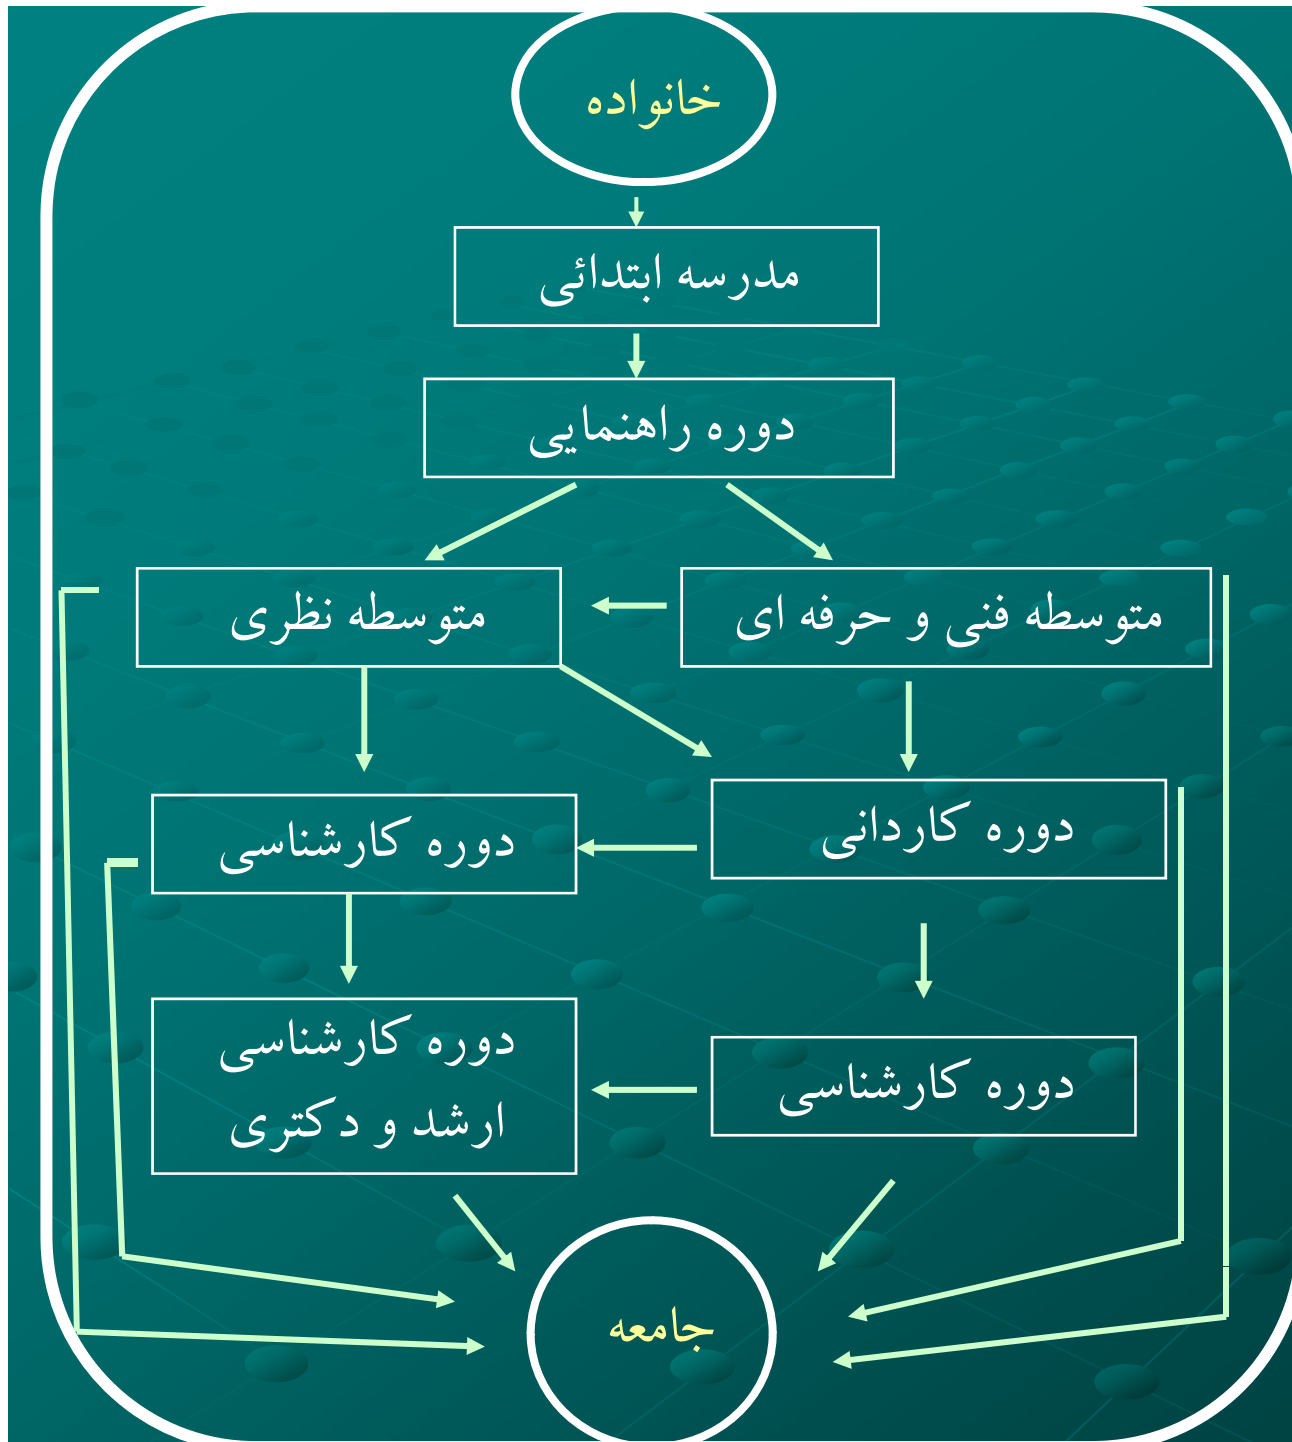 خانواده
مدرسه ابتدائی
دوره راهنمایی
متوسطه فنی و حرفه ای
متوسطه نظری
دوره کاردانی
دوره کارشناسی
دوره کارشناسی
دوره کارشناسی
ارشد و دکتری
جامعه